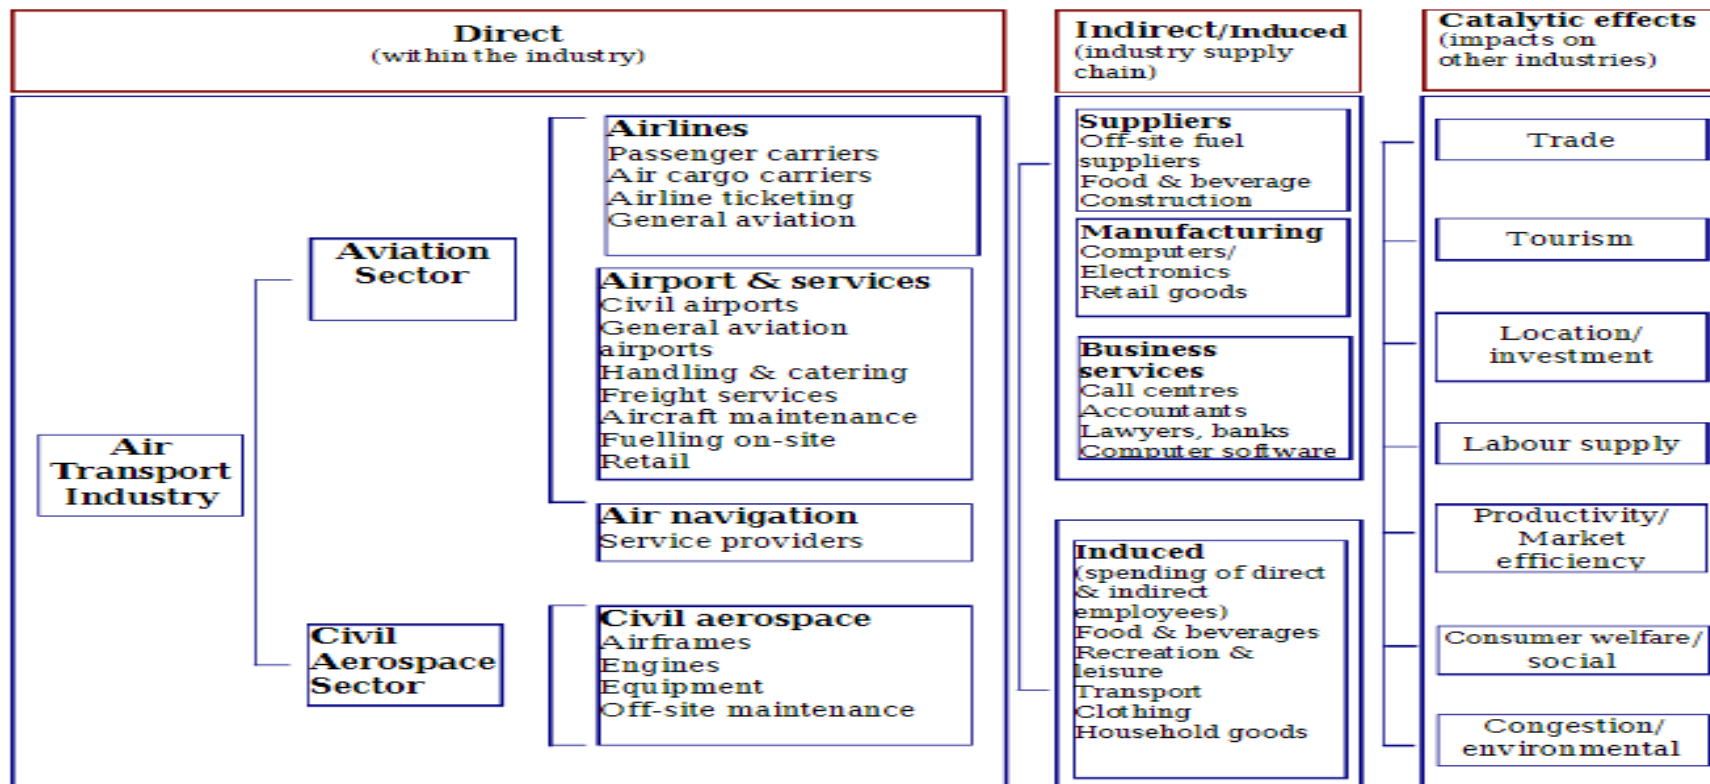 Direct
(within the industry)
Indirect/Induced
(industry supply
chain)
Catalytic effects
(impacts on
other industries)
Air
Transport
Industry
Aviation
Sector
Civil
Aerospace
Sector
Airlines
Passenger carriers
Air cargo carriers
Airline ticketing
General aviation
Airport & services
Civil airports
General aviation
airports
Handling & catering
Freight services
Aircraft maintenance
Fuelling on-site
Retail
Air navigation
Service providers
Civil aerospace
Airframes
Engines
Equipment
Off-site maintenance
Suppliers
Off-site fuel
suppliers
Food & beverage
Construction
Manufacturing
Computers/
Electronics
Retail goods
Business
services
Call centres
Accountants
Lawyers, banks
Computer software
Induced
(spending of direct
& indirect
employees)
Food & beverages
Recreation &
leisure
Transport
Clothing
Household goods
Trade
Tourism
Location/
investment
Labour supply
Productivity/
Market
efficiency
Consumer welfare/
social
Congestion/
environmental